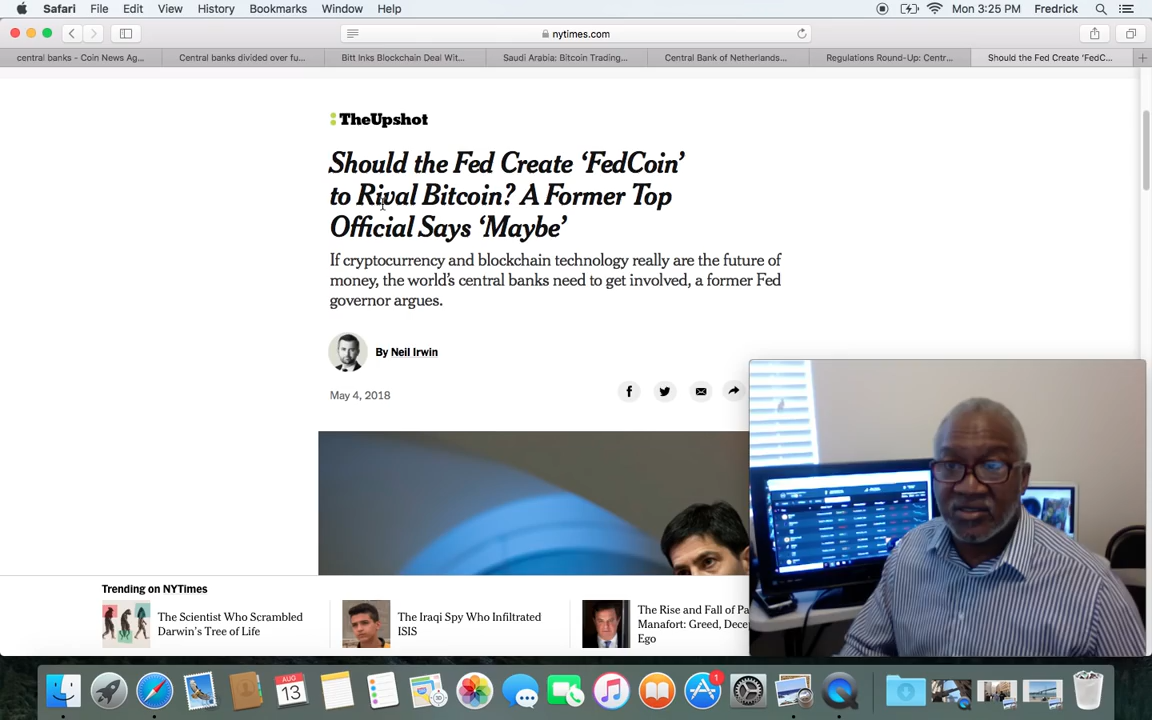 Safari File Edit View History Bookmarks Window Help Mon 3:25 PM Fredrick
nytimes.com
central banks - Coin News Ag... Central banks divided over fu... Bitt Inks Blockchain Deal Wit... Saudi Arabia: Bitcoin Trading... Central Bank of Netherlands... Regulations Round-Up: Centr... Should the Fed Create ‘FedC...
TheUpshot
Should the Fed Create ‘FedCoin’
to Rival Bitcoin? A Former Top
Official Says ‘Maybe’
If cryptocurrency and blockchain technology really are the future of
money, the world’s central banks need to get involved, a former Fed
governor argues.
By Neil Irwin
May 4, 2018
Trending on NYTimes
The Scientist Who Scrambled
Darwin’s Tree of Life
The Iraqi Spy Who Infiltrated
ISIS
The Rise and Fall of Pa
Manafort: Greed, Dece
Ego
AUG
13
1